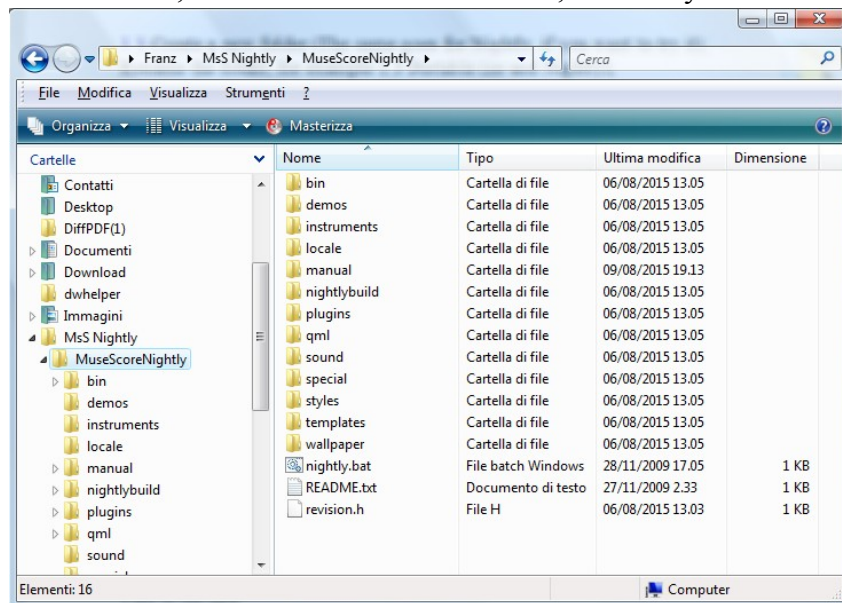 Franz ▸ MsS Nightly ▸ MuseScoreNightly ▸ Cerca
File Modifica Visualizza Strumenti ?
Organizza Visualizza Masterizza
Cartelle
Contatti
Desktop
DiffPDF(1)
Documenti
Download
dwhelper
Immagini
MsS Nightly
MuseScoreNightly
bin
demos
instruments
locale
manual
nightlybuild
plugins
qml
sound
Nome Tipo Ultima modifica Dimensione
bin Cartella di file 06/08/2015 13.05
demos Cartella di file 06/08/2015 13.05
instruments Cartella di file 06/08/2015 13.05
locale Cartella di file 06/08/2015 13.05
manual Cartella di file 09/08/2015 19.13
nightlybuild Cartella di file 06/08/2015 13.05
plugins Cartella di file 06/08/2015 13.05
qml Cartella di file 06/08/2015 13.05
sound Cartella di file 06/08/2015 13.05
special Cartella di file 06/08/2015 13.05
styles Cartella di file 06/08/2015 13.05
templates Cartella di file 06/08/2015 13.05
wallpaper Cartella di file 06/08/2015 13.05
nightly.bat File batch Windows 28/11/2009 17.05 1 KB
README.txt Documento di testo 27/11/2009 2.33 1 KB
revision.h File H 06/08/2015 13.03 1 KB
Elementi: 16 Computer